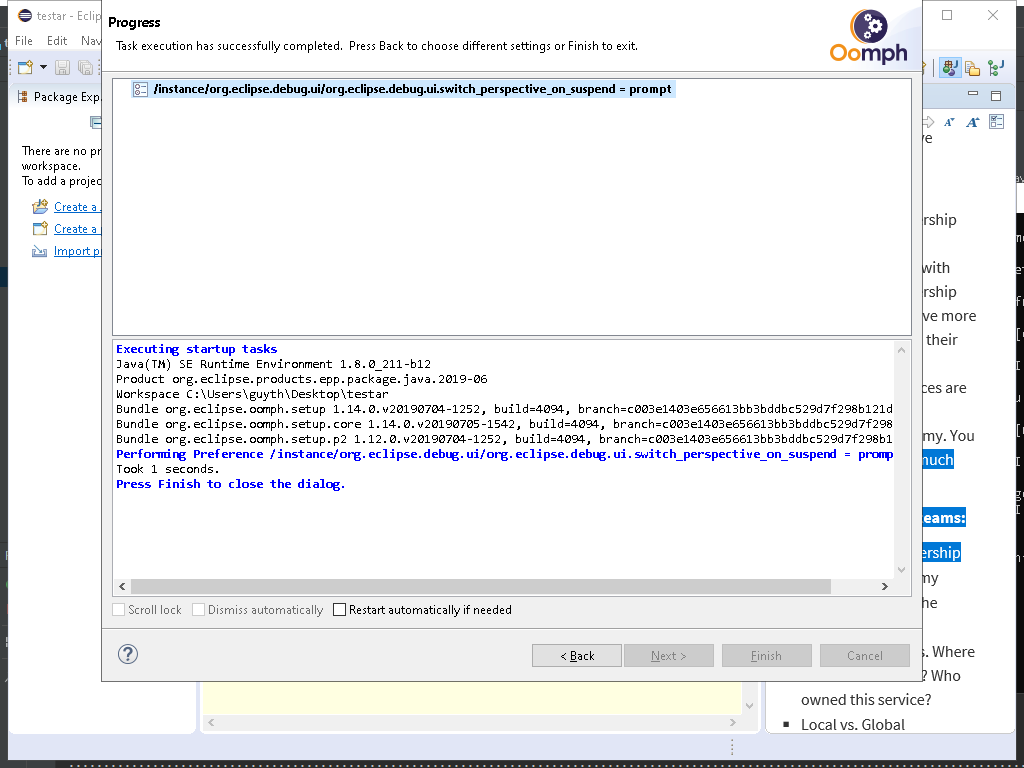 testar - Eclip
Progress
Task execution has successfully completed. Press Back to choose different settings or Finish to exit.
Oomph
File Edit Nav
/instance/org.eclipse.debug.ui/org.eclipse.debug.ui.switch_perspective_on_suspend = prompt
Package Exp
There are no pr
workspace.
To add a projec
Create a
Create a
Import p
Executing startup tasks
Java(TM) SE Runtime Environment 1.8.0_211-b12
Product org.eclipse.products.epp.package.java.2019-06
Workspace C:\Users\guyth\Desktop\testar
Bundle org.eclipse.oomph.setup 1.14.0.v20190704-1252, build=4094, branch=c003e1403e656613bb3bddbc529d7f298b121d
Bundle org.eclipse.oomph.setup.core 1.14.0.v20190705-1542, build=4094, branch=c003e1403e656613bb3bddbc529d7f298
Bundle org.eclipse.oomph.setup.p2 1.12.0.v20190704-1252, build=4094, branch=c003e1403e656613bb3bddbc529d7f298b1
Performing Preference /instance/org.eclipse.debug.ui/org.eclipse.debug.ui.switch_perspective_on_suspend = promp
Took 1 seconds.
Press Finish to close the dialog.
Scroll lock Dismiss automatically Restart automatically if needed
< Back Next > Finish Cancel
ve
ership
with
ership
ve more
their
ces are
my. You
much
eams:
ership
my
he
s. Where
? Who
owned this service?
▪ Local vs. Global